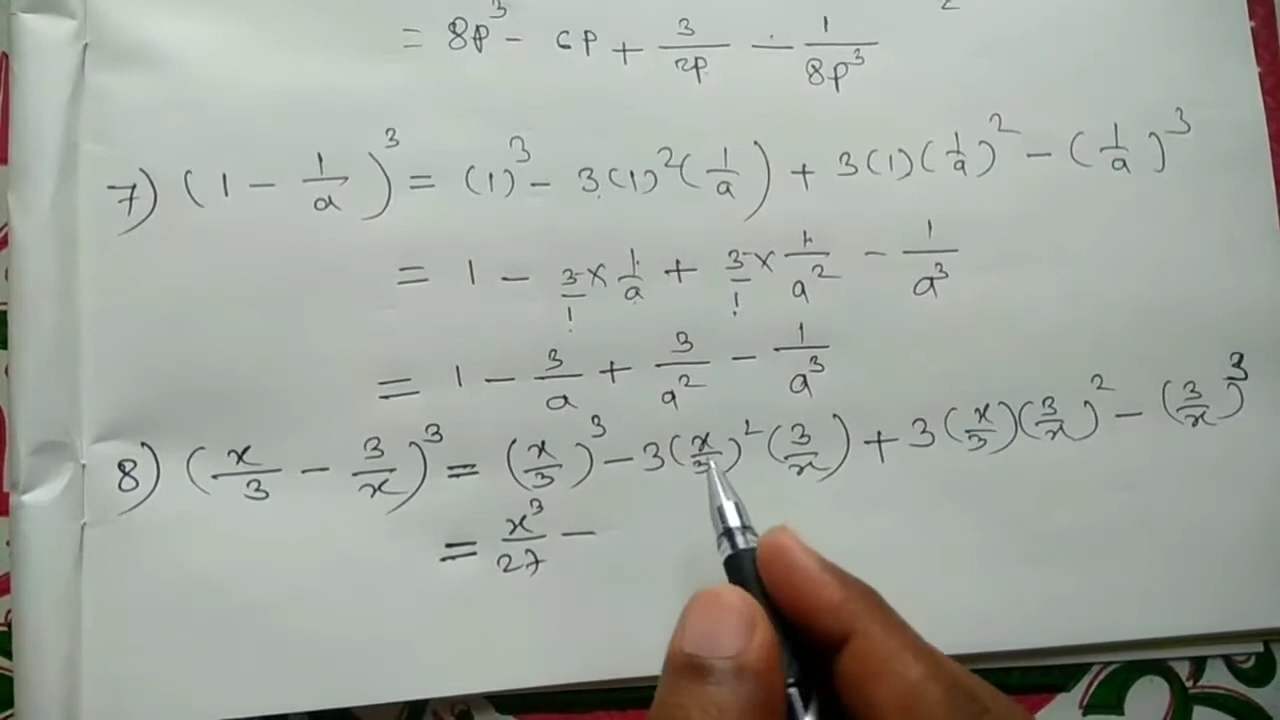 = 8p³ - 6p + 3/2p - 1/8p³
7) (1 - 1/a)³ = (1)³ - 3(1)²(1/a) + 3(1)(1/a)² - (1/a)³
= 1 - 3/1 × 1/a + 3/1 × 1/a² - 1/a³
= 1 - 3/a + 3/a² - 1/a³
8) (x/3 - 3/x)³ = (x/3)³ - 3(x/3)²(3/x) + 3(x/3)(3/x)² - (3/x)³
= x³/27 -